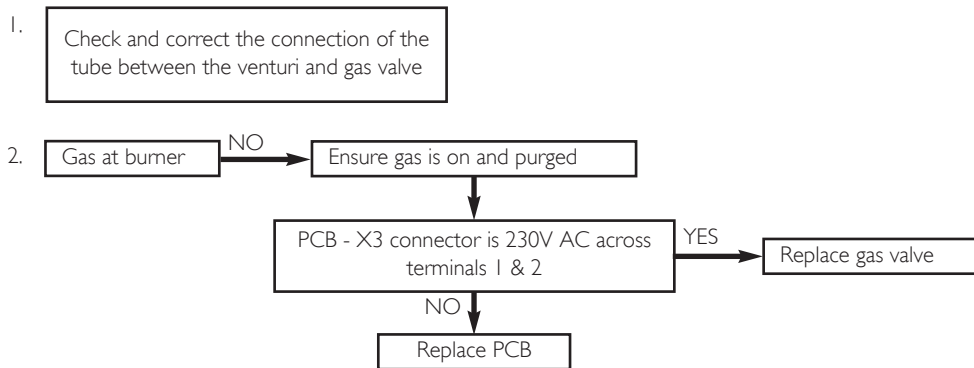 1.
Check and correct the connection of the
tube between the venturi and gas valve
2.
Gas at burner
NO
Ensure gas is on and purged
PCB - X3 connector is 230V AC across
terminals 1 & 2
YES
Replace gas valve
NO
Replace PCB